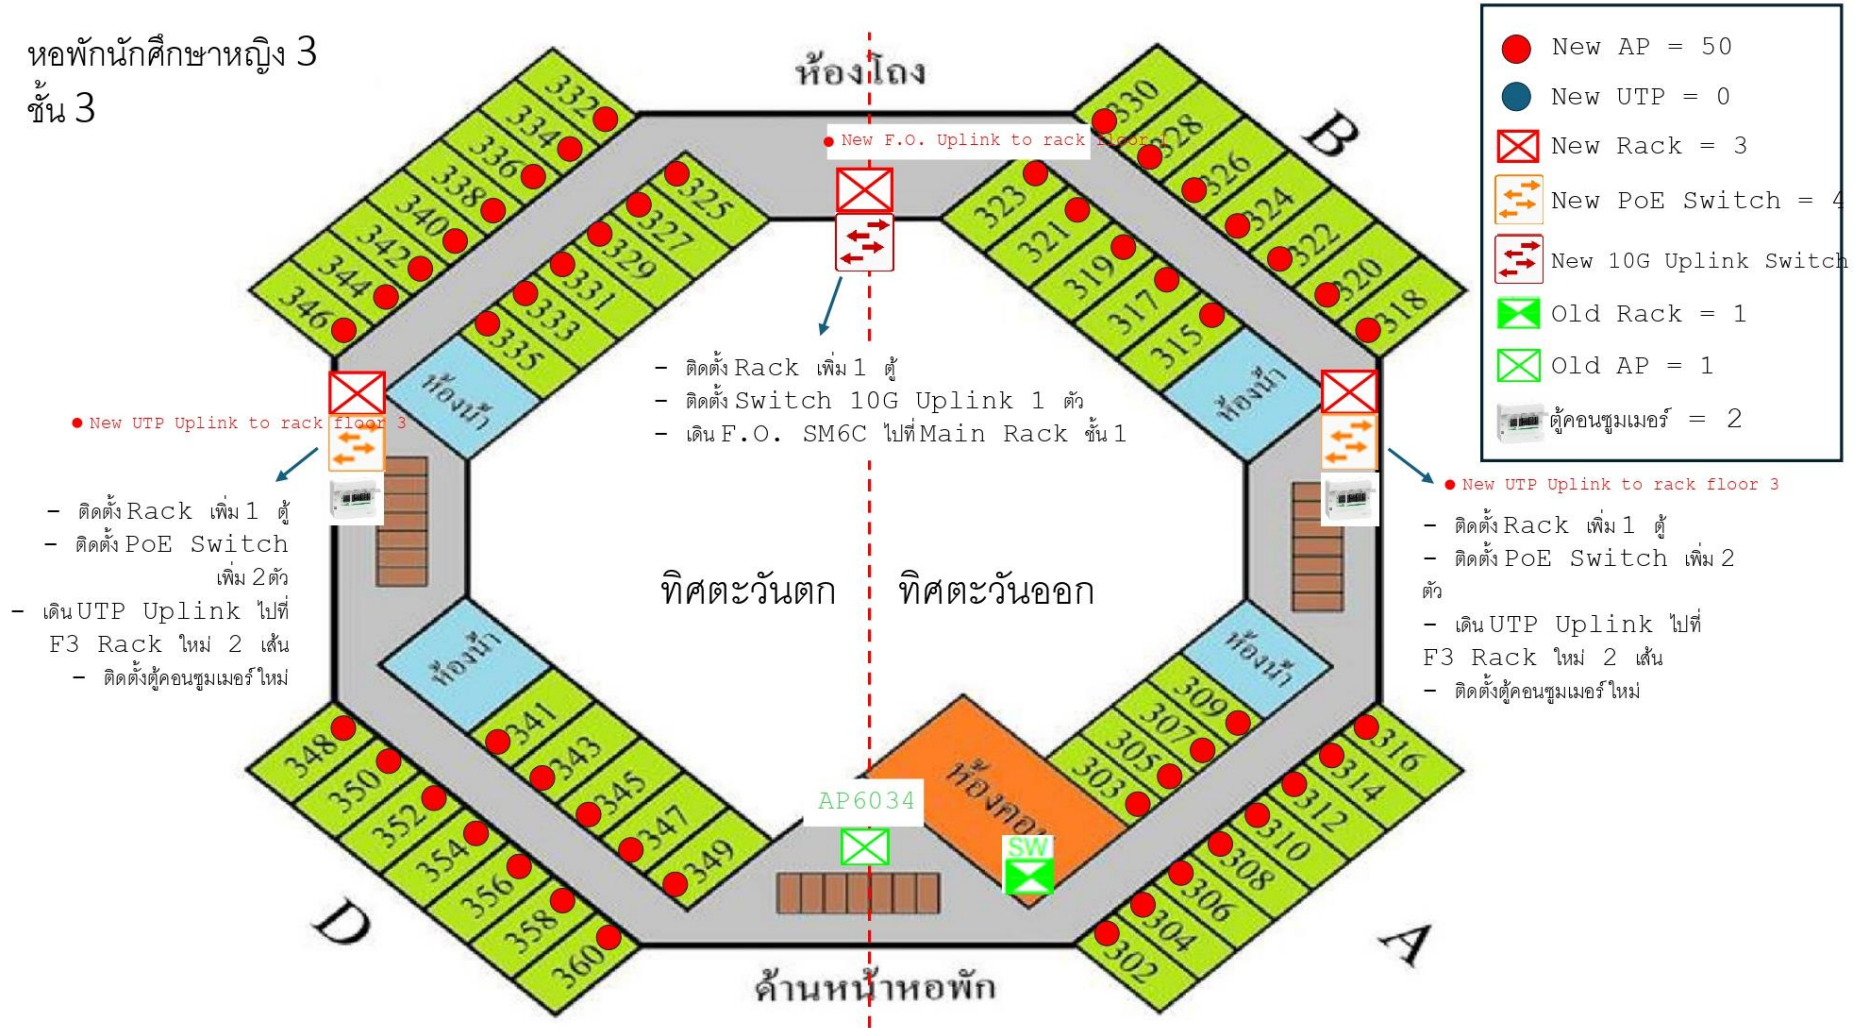 หอพักนักศึกษาหญิง 3
ชั้น 3
ห้องโถง
New F.O. Uplink to rack floor 1
New AP = 50
New UTP = 0
New Rack = 3
New PoE Switch = 4
New 10G Uplink Switch
Old Rack = 1
Old AP = 1
ตู้คอนซูมเมอร์ = 2
332
334
336
338
340
342
344
346
325
327
329
331
333
335
ห้องน้ำ
330
328
326
324
322
320
318
B
323
321
319
317
315
ห้องน้ำ
- ติดตั้ง Rack เพิ่ม 1 ตู้
- ติดตั้ง Switch 10G Uplink 1 ตัว
- เดิน F.O. SM6C ไปที่ Main Rack ชั้น 1
New UTP Uplink to rack floor 3
- ติดตั้ง Rack เพิ่ม 1 ตู้
- ติดตั้ง PoE Switch
เพิ่ม 2 ตัว
- เดิน UTP Uplink ไปที่
F3 Rack ใหม่ 2 เส้น
- ติดตั้งตู้คอนซูมเมอร์ใหม่
New UTP Uplink to rack floor 3
- ติดตั้ง Rack เพิ่ม 1 ตู้
- ติดตั้ง PoE Switch เพิ่ม 2
ตัว
- เดิน UTP Uplink ไปที่
F3 Rack ใหม่ 2 เส้น
- ติดตั้งตู้คอนซูมเมอร์ใหม่
ทิศตะวันตก
ทิศตะวันออก
ห้องน้ำ
341
343
345
347
349
348
350
352
354
356
358
360
D
AP6034
ห้องคอม
SW
ห้องน้ำ
309
307
305
303
316
314
312
310
308
306
304
302
A
ด้านหน้าหอพัก